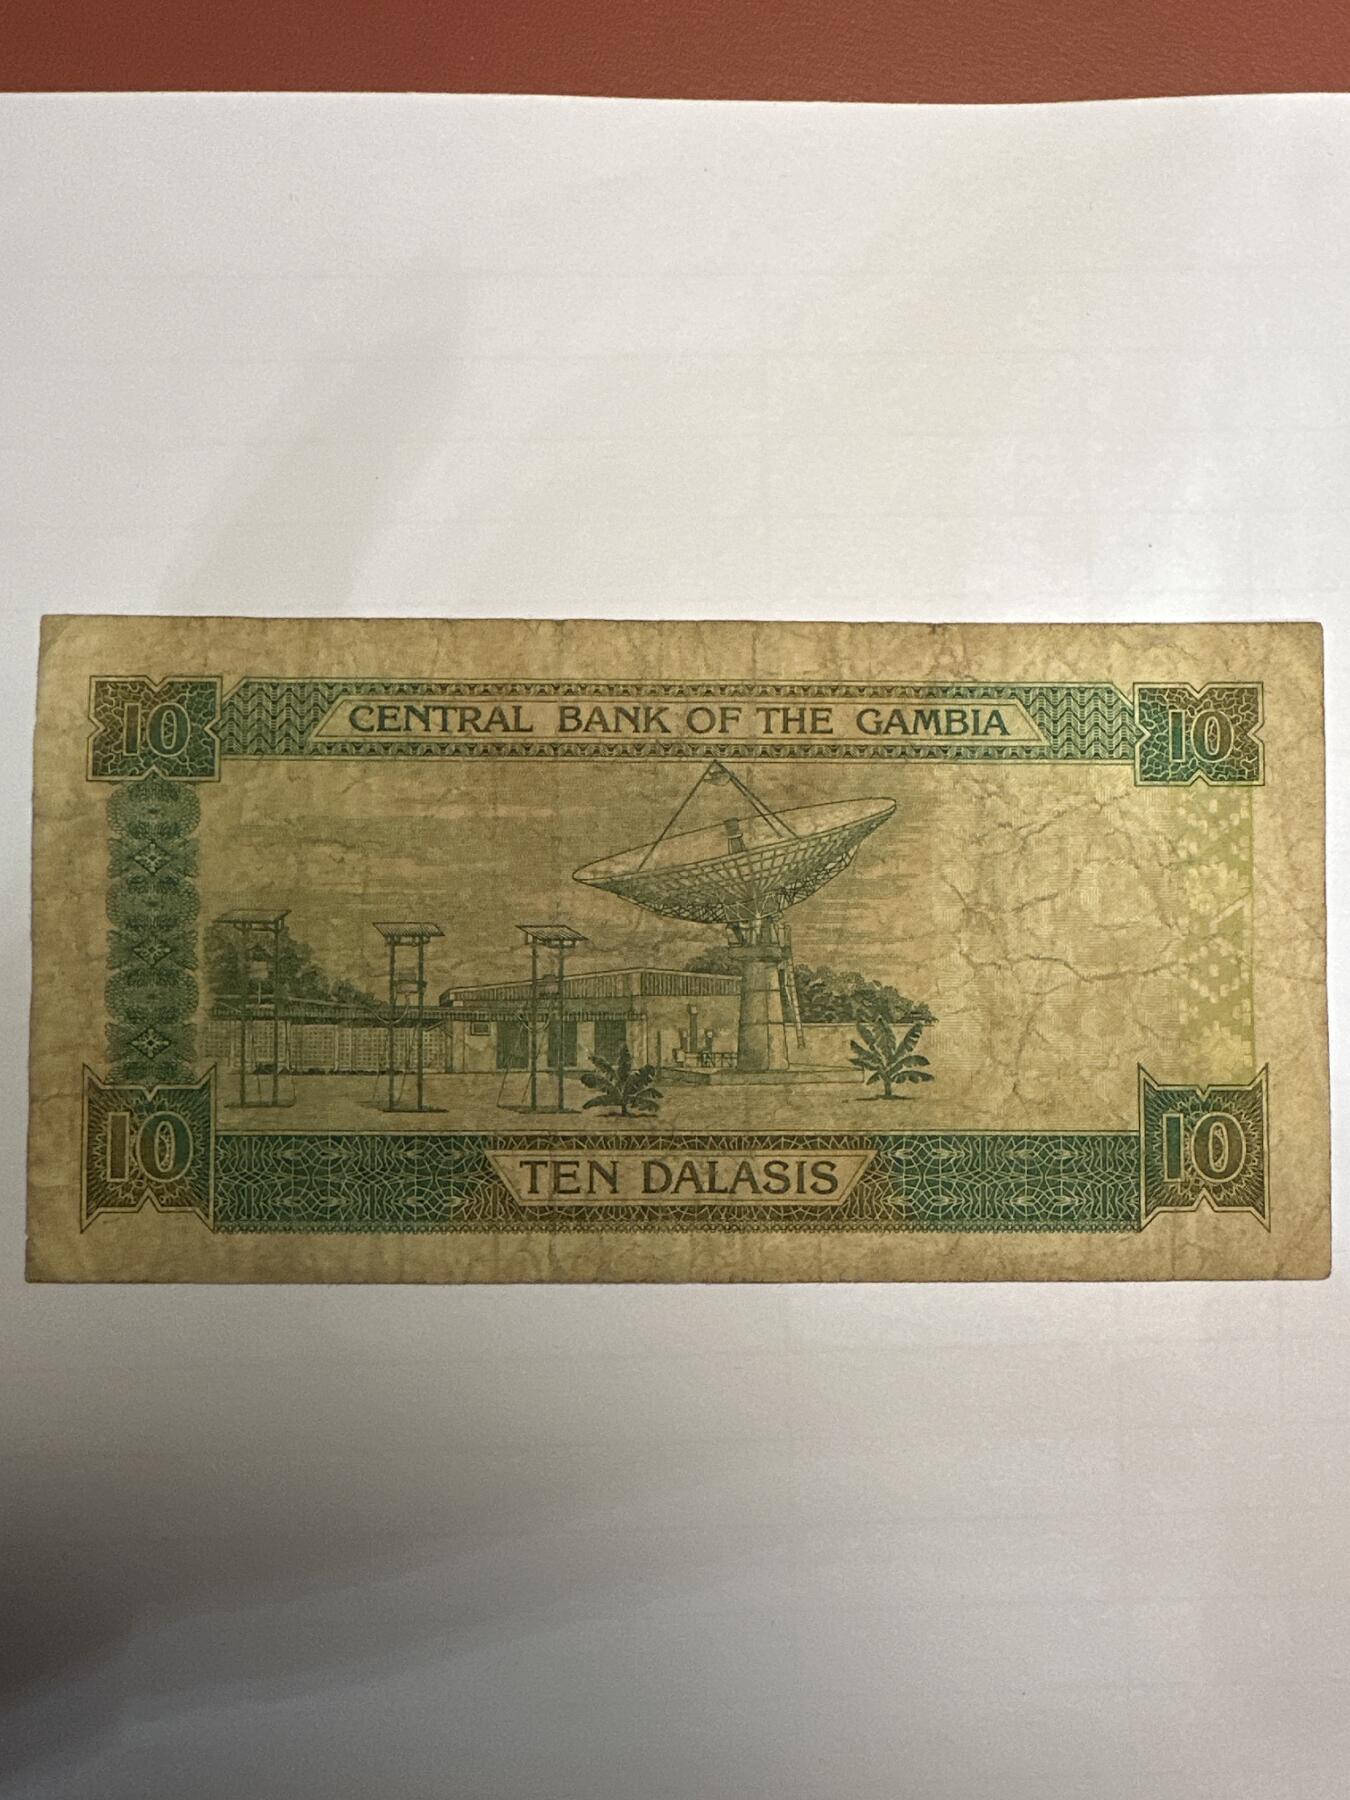 10 CENTRAL BANK OF THE GAMBIA 10
10 TEN DALASIS 10